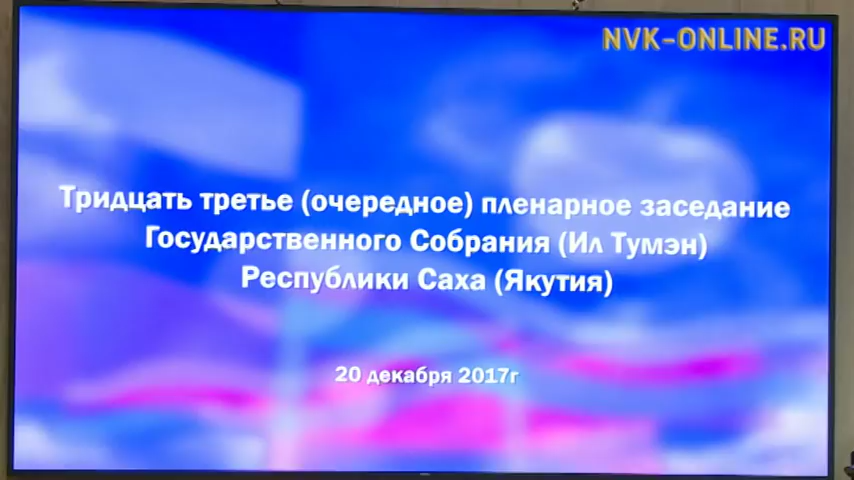 NVK-ONLINE.RU
Тридцать третье (очередное) пленарное заседание
Государственного Собрания (Ил Тумэн)
Республики Саха (Якутия)
20 декабря 2017г